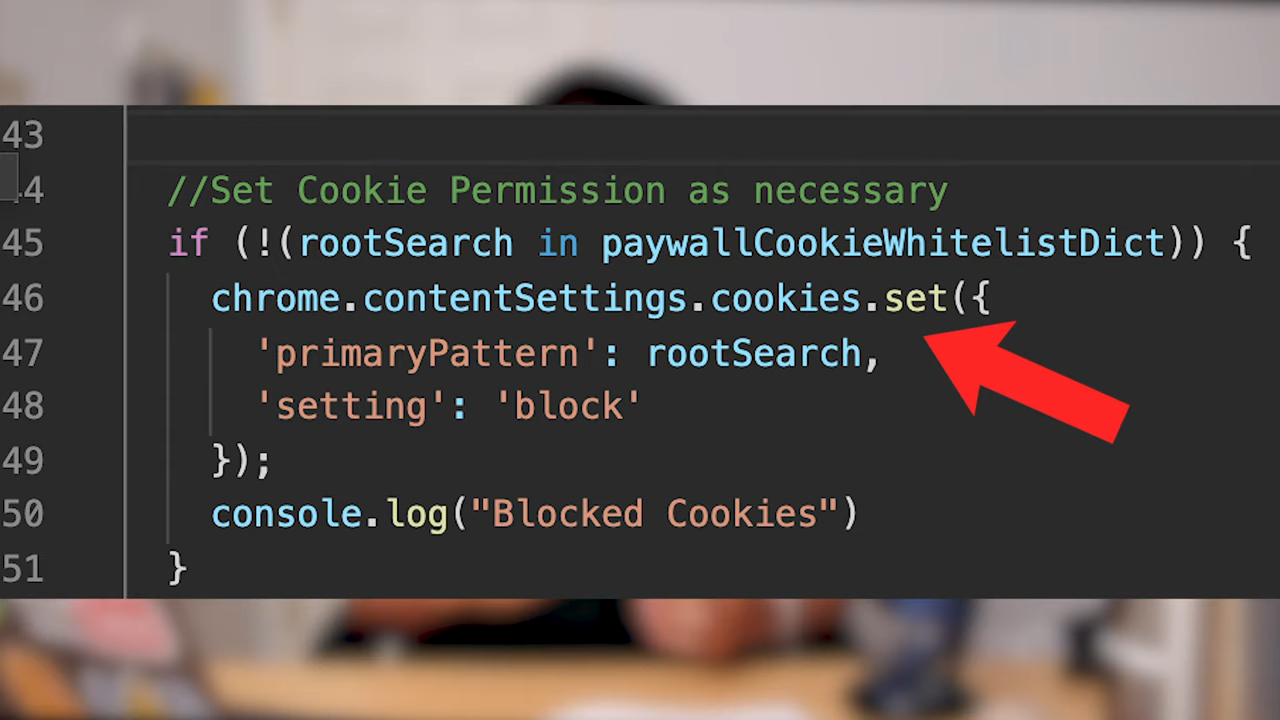 43
44
//Set Cookie Permission as necessary
45
if (!(rootSearch in paywallCookieWhitelistDict)) {
46
chrome.contentSettings.cookies.set({
47
'primaryPattern': rootSearch,
48
'setting': 'block'
49
});
50
console.log("Blocked Cookies")
51
}